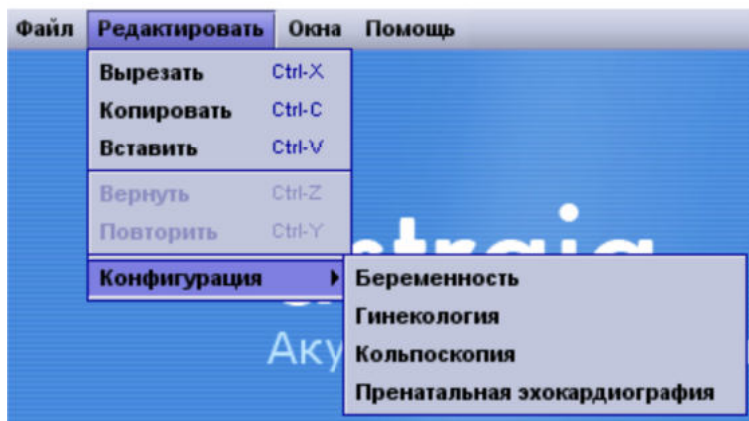 Файл Редактировать Окна Помощь
Вырезать Ctrl-X
Копировать Ctrl-C
Вставить Ctrl-V
Вернуть Ctrl-Z
Повторить Ctrl-Y
Конфигурация
Беременность
Гинекология
Кольпоскопия
Пренатальная эхокардиография